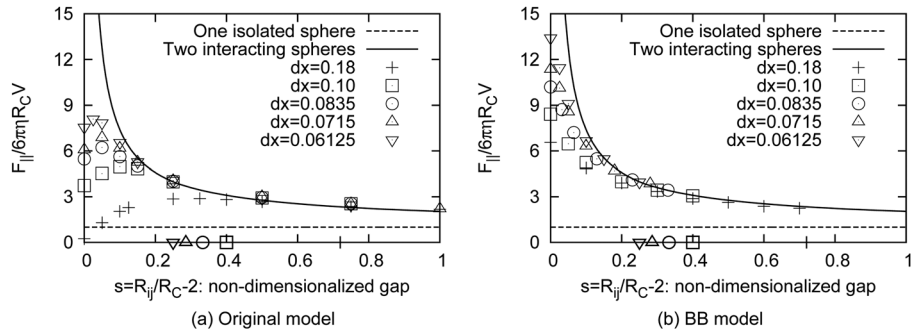 15
12
9
6
3
0
F||/6πηRCV
One isolated sphere
Two interacting spheres
dx=0.18
dx=0.10
dx=0.0835
dx=0.0715
dx=0.06125
0 0.2 0.4 0.6 0.8 1
s=Rij/RC-2: non-dimensionalized gap
(a) Original model
15
12
9
6
3
0
F||/6πηRCV
One isolated sphere
Two interacting spheres
dx=0.18
dx=0.10
dx=0.0835
dx=0.0715
dx=0.06125
0 0.2 0.4 0.6 0.8 1
s=Rij/RC-2: non-dimensionalized gap
(b) BB model